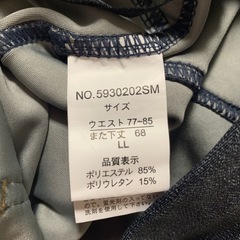 NO.5930202SM
サイズ
ウエスト 77-85
また下丈 68
LL
品質表示
ポリエステル 85%
ポリウレタン 15%